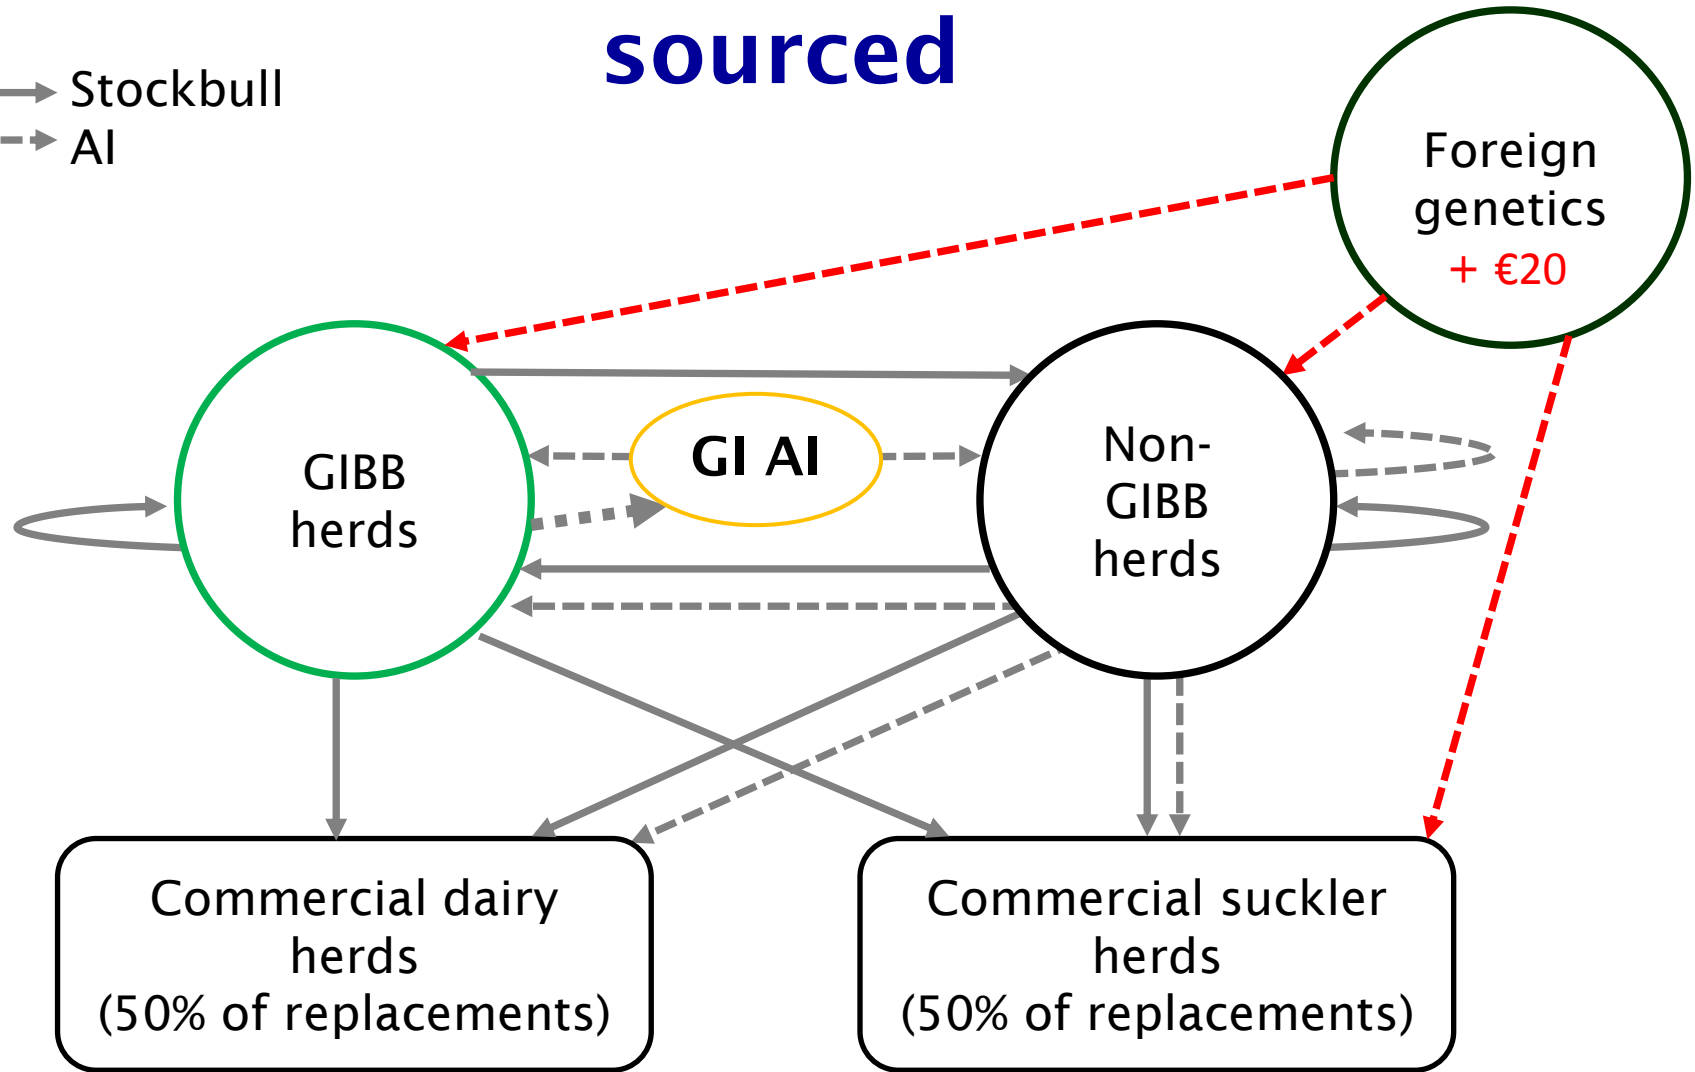 sourced
Stockbull
AI
Foreign
genetics
+ €20
GI AI
GIBB
herds
Non-
GIBB
herds
Commercial dairy
herds
(50% of replacements)
Commercial suckler
herds
(50% of replacements)